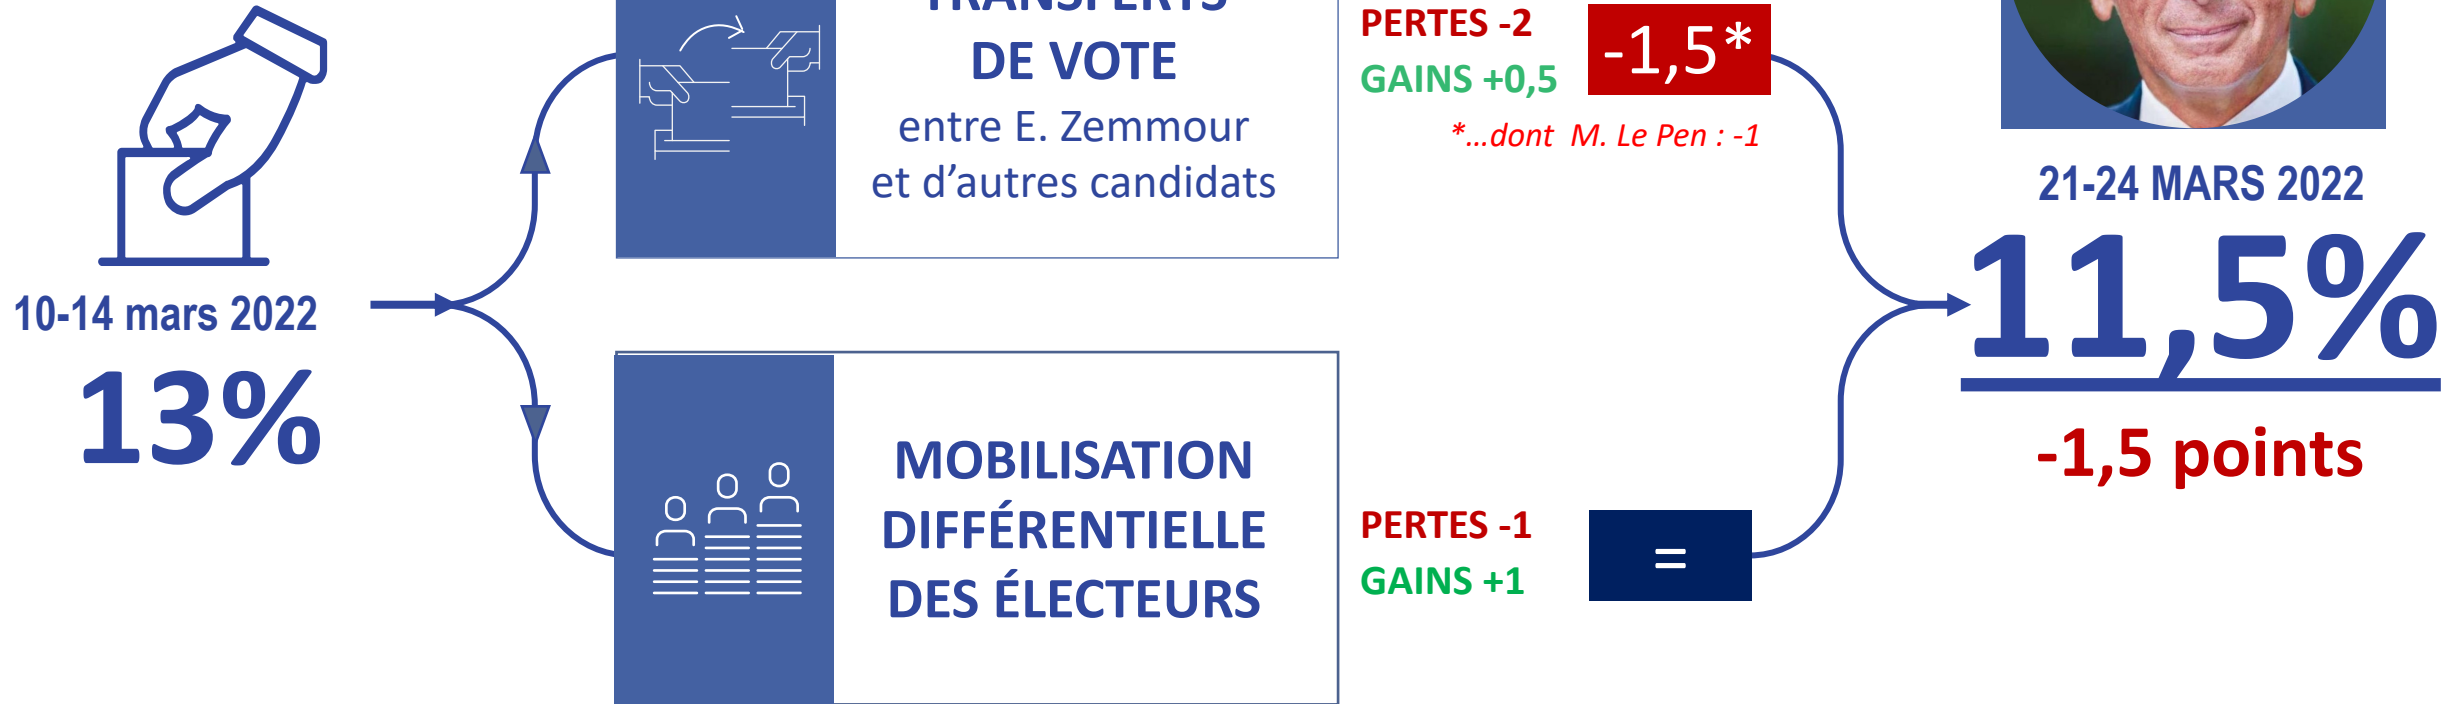 TRANSFERTS
DE VOTE
entre E. Zemmour
et d'autres candidats
PERTES -2
GAINS +0,5
-1,5*
*...dont M. Le Pen : -1
10-14 mars 2022
13%
21-24 MARS 2022
11,5%
-1,5 points
MOBILISATION
DIFFÉRENTIELLE
DES ÉLECTEURS
PERTES -1
GAINS +1
=